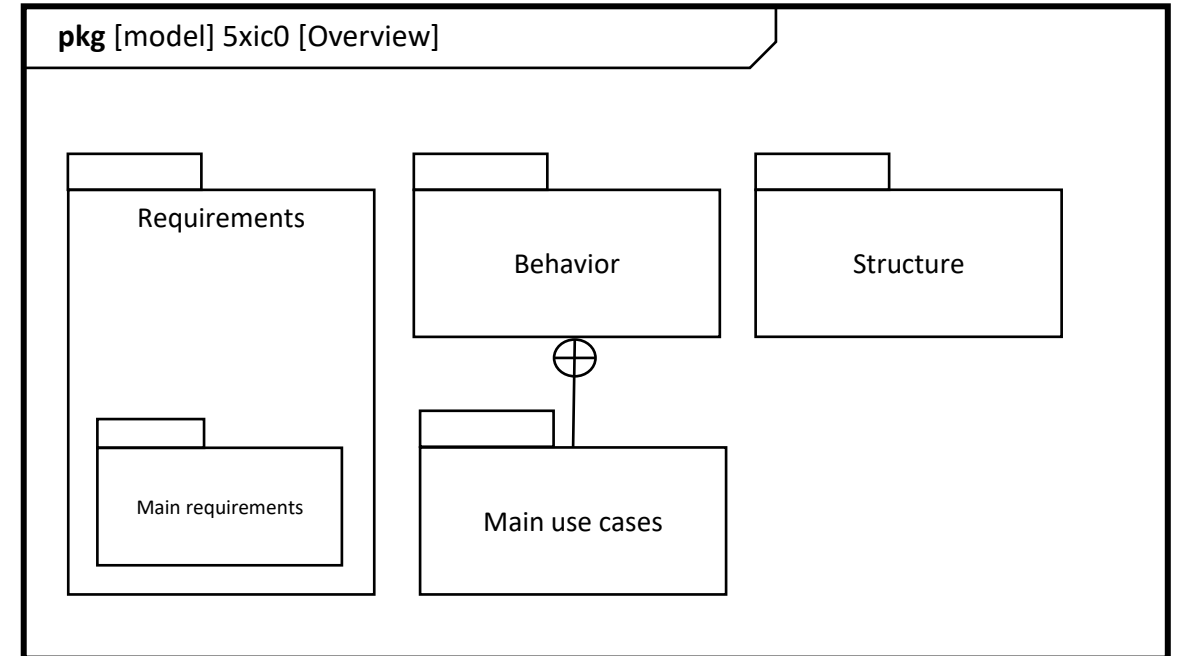 pkg [model] 5xic0 [Overview]
Requirements
Behavior
Structure
Main requirements
Main use cases